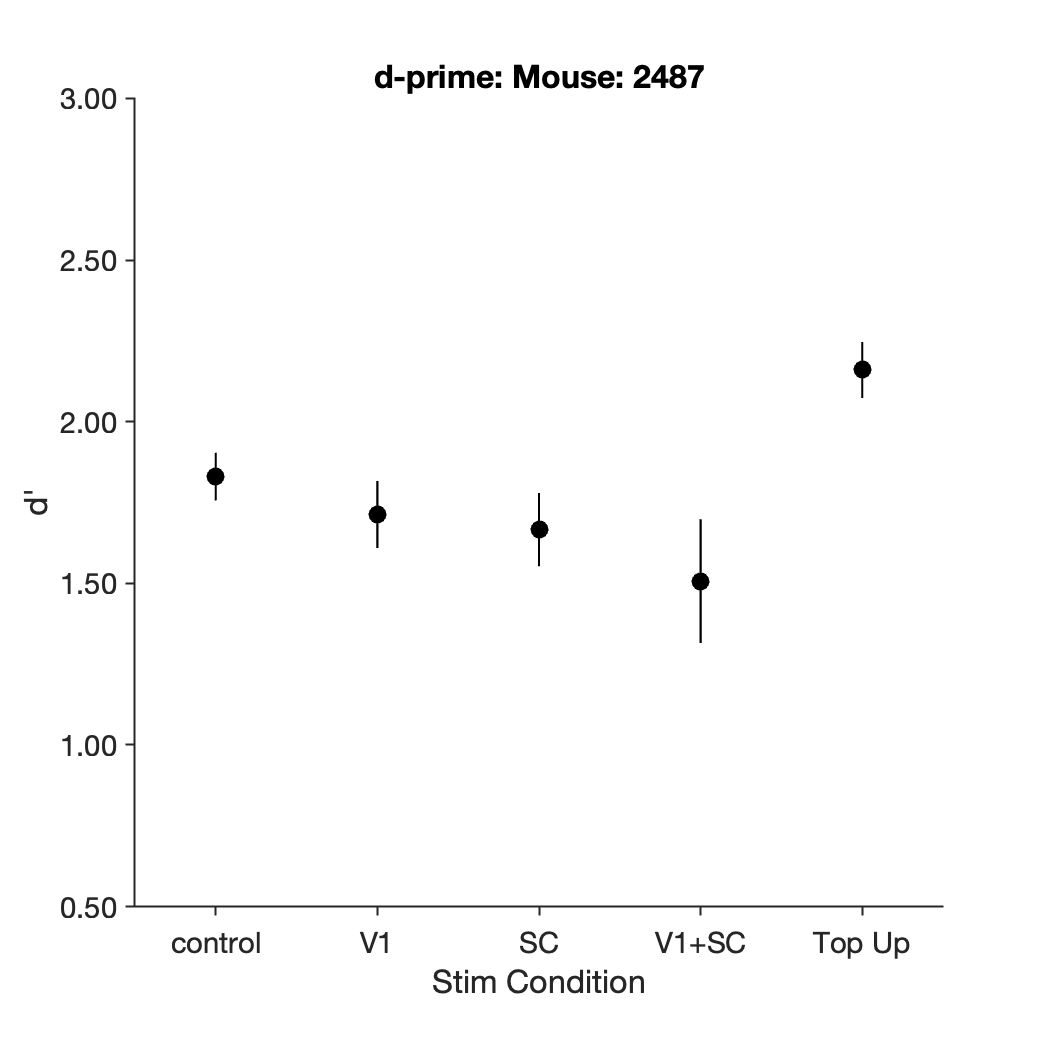 d-prime: Mouse: 2487
3.00
2.50
2.00
1.50
1.00
0.50
d'
control V1 SC V1+SC Top Up
Stim Condition